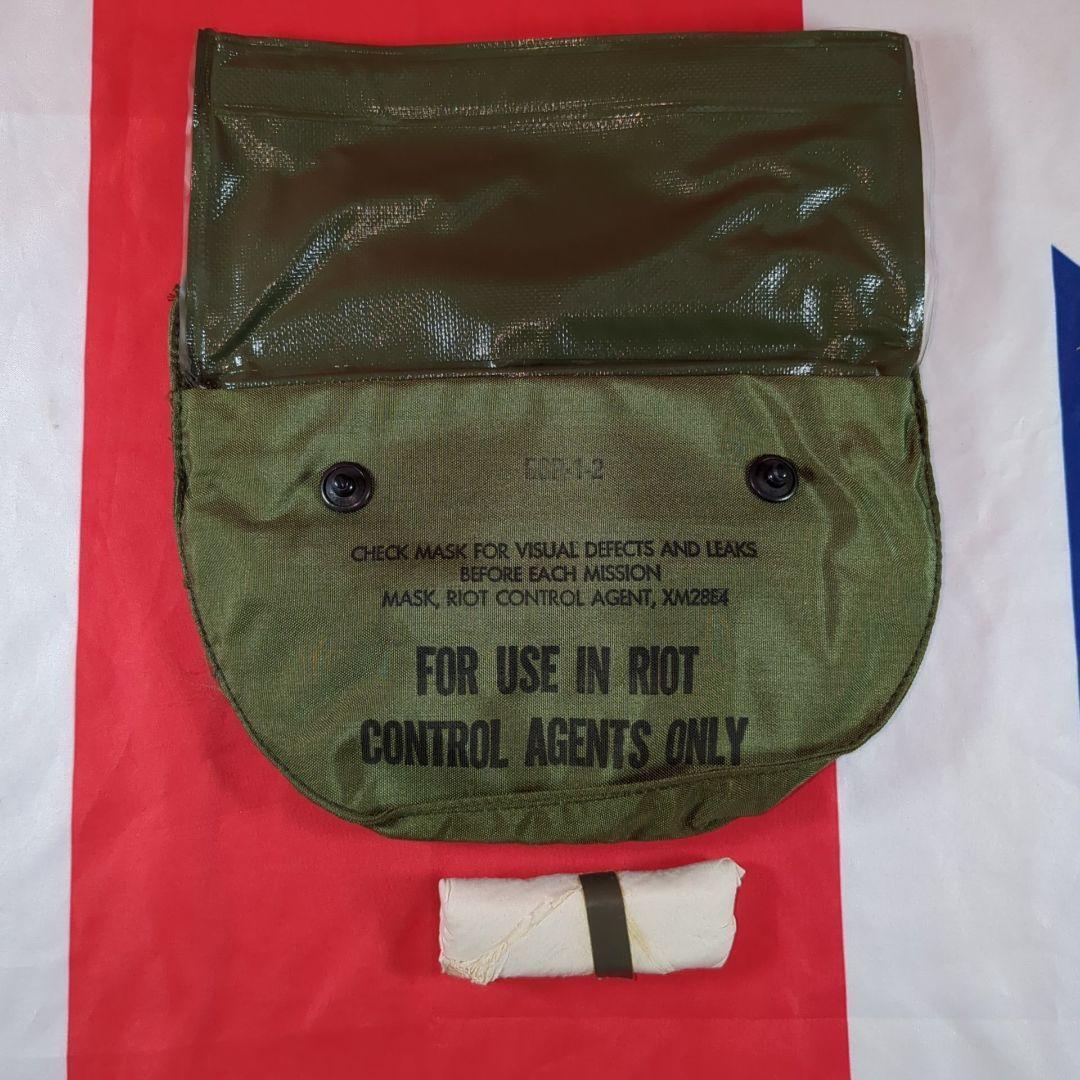 CHECK MASK FOR VISUAL DEFECTS AND LEAKS
BEFORE EACH MISSION
MASK, RIOT CONTROL AGENT, XM28E4
FOR USE IN RIOT
CONTROL AGENTS ONLY